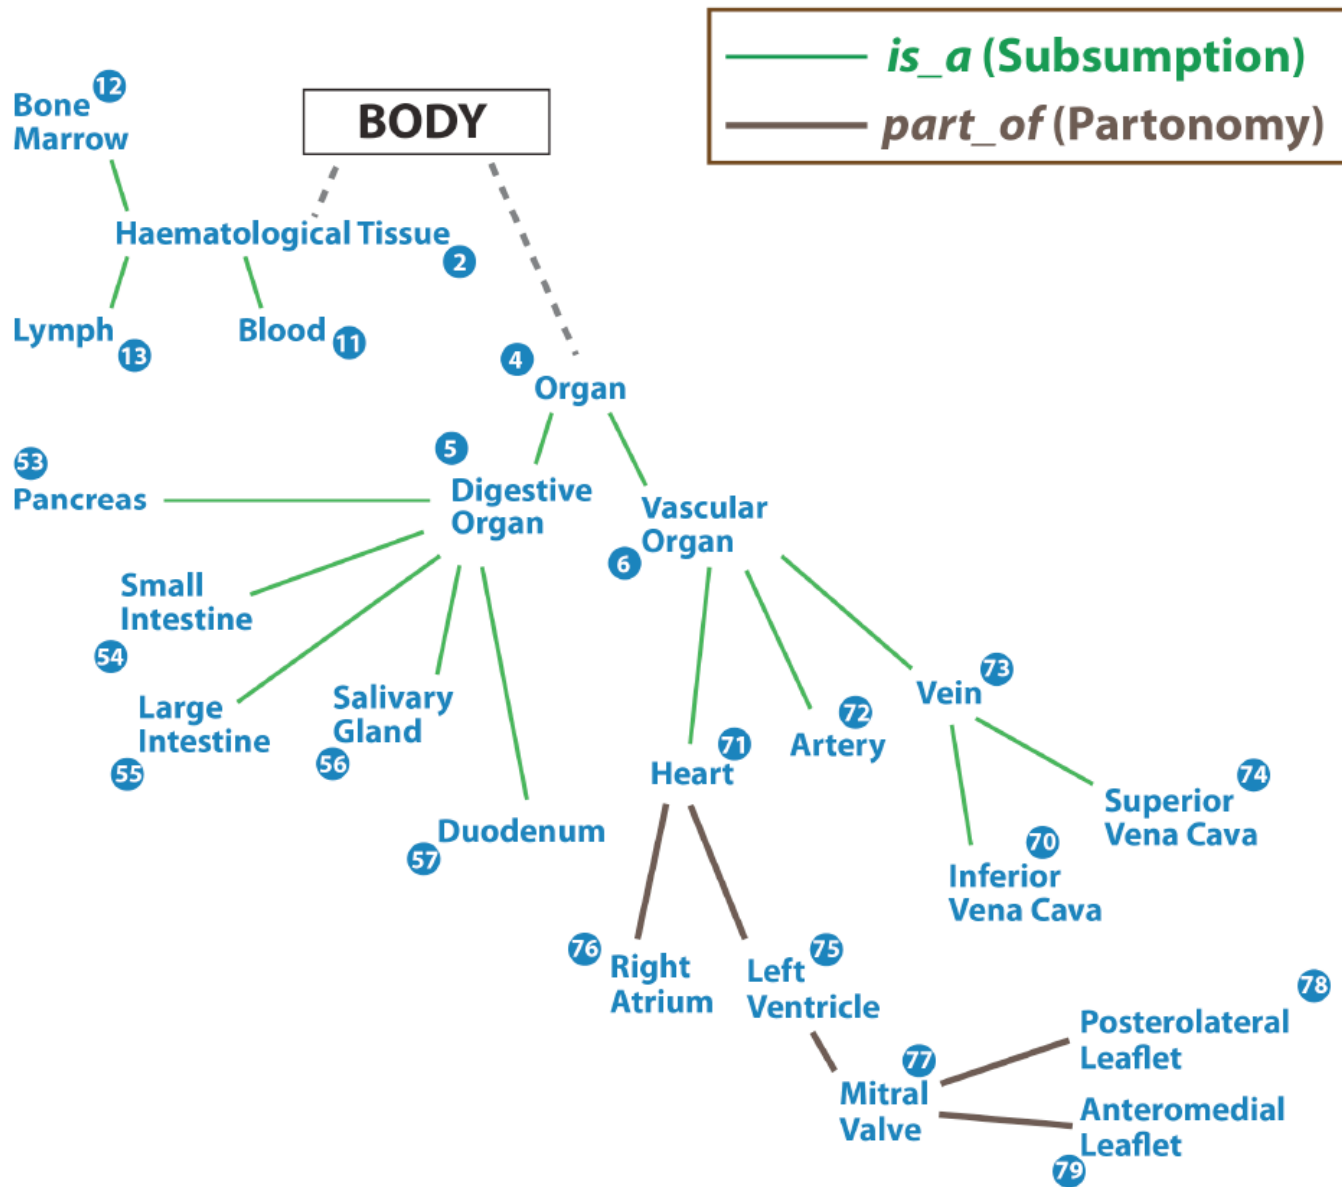 is_a (Subsumption)
part_of (Partonomy)
BODY
12
Bone
Marrow
Haematological Tissue
2
Lymph
13
Blood
11
4
Organ
5
Digestive
Organ
53
Pancreas
Small
Intestine
54
Large
Intestine
55
Salivary
Gland
56
Duodenum
57
Vascular
Organ
6
Heart
71
72
Artery
73
Vein
74
Superior
Vena Cava
70
Inferior
Vena Cava
76
Right
Atrium
75
Left
Ventricle
77
Mitral
Valve
78
Posterolateral
Leaflet
Anteromedial
Leaflet
79